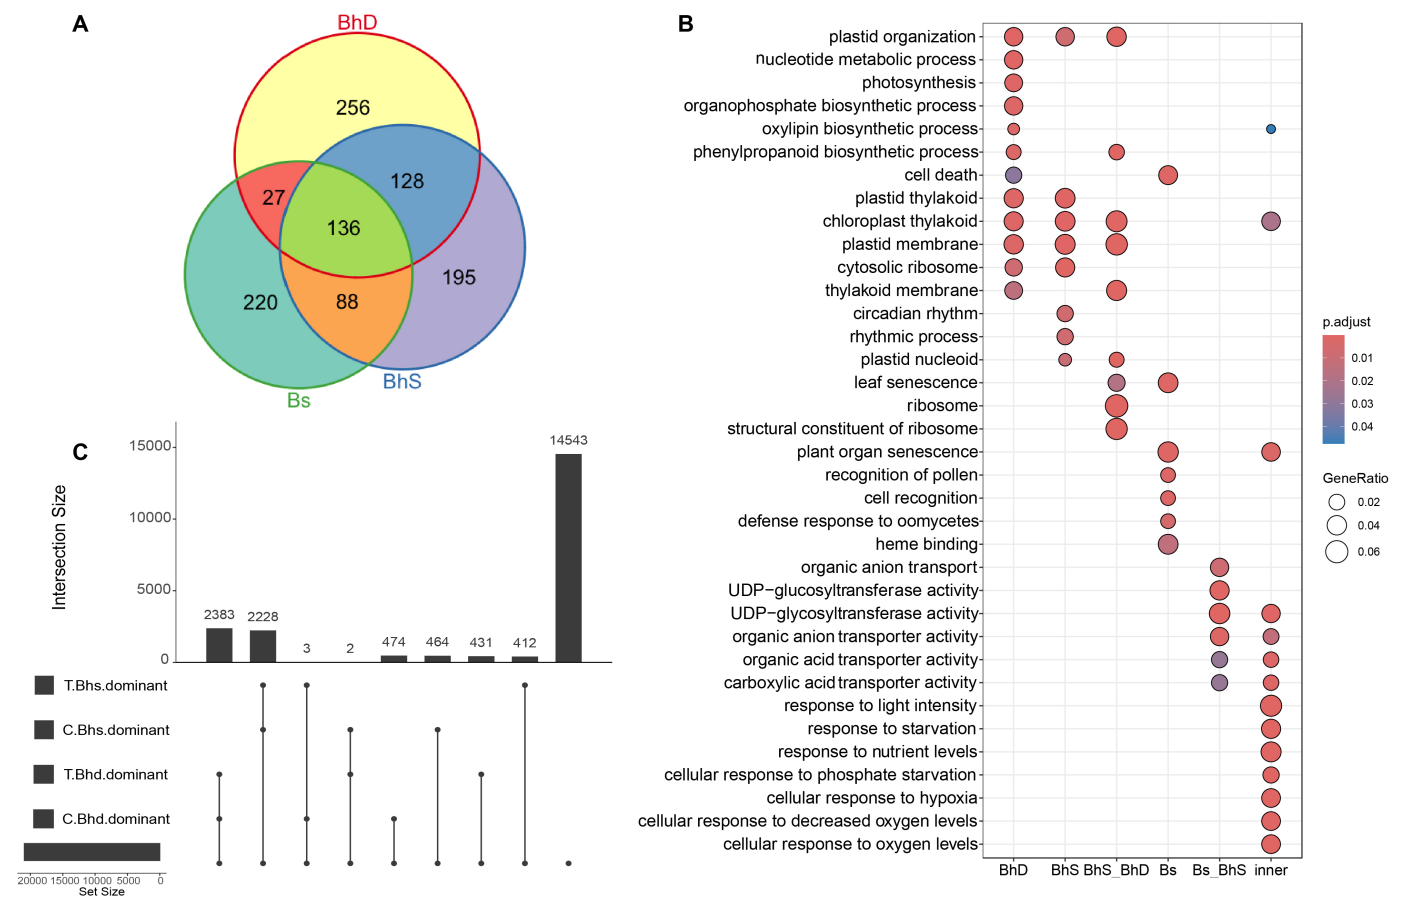 A
BhD
256
27
128
136
220
88
195
BhS
Bs
B
plastid organization
nucleotide metabolic process
photosynthesis
organophosphate biosynthetic process
oxylipin biosynthetic process
phenylpropanoid biosynthetic process
cell death
plastid thylakoid
chloroplast thylakoid
plastid membrane
cytosolic ribosome
thylakoid membrane
circadian rhythm
rhythmic process
plastid nucleoid
leaf senescence
ribosome
structural constituent of ribosome
plant organ senescence
recognition of pollen
cell recognition
defense response to oomycetes
heme binding
organic anion transport
UDP−glucosyltransferase activity
UDP−glycosyltransferase activity
organic anion transporter activity
organic acid transporter activity
carboxylic acid transporter activity
response to light intensity
response to starvation
response to nutrient levels
cellular response to phosphate starvation
cellular response to hypoxia
cellular response to decreased oxygen levels
cellular response to oxygen levels
BhD BhS BhS_BhD Bs Bs_BhS inner
p.adjust
0.01
0.02
0.03
0.04
GeneRatio
0.02
0.04
0.06
C
Intersection Size
15000
10000
5000
0
2383 2228 3 2 474 464 431 412 14543
T.Bhs.dominant
C.Bhs.dominant
T.Bhd.dominant
C.Bhd.dominant
20000 15000 10000 5000 0
Set Size